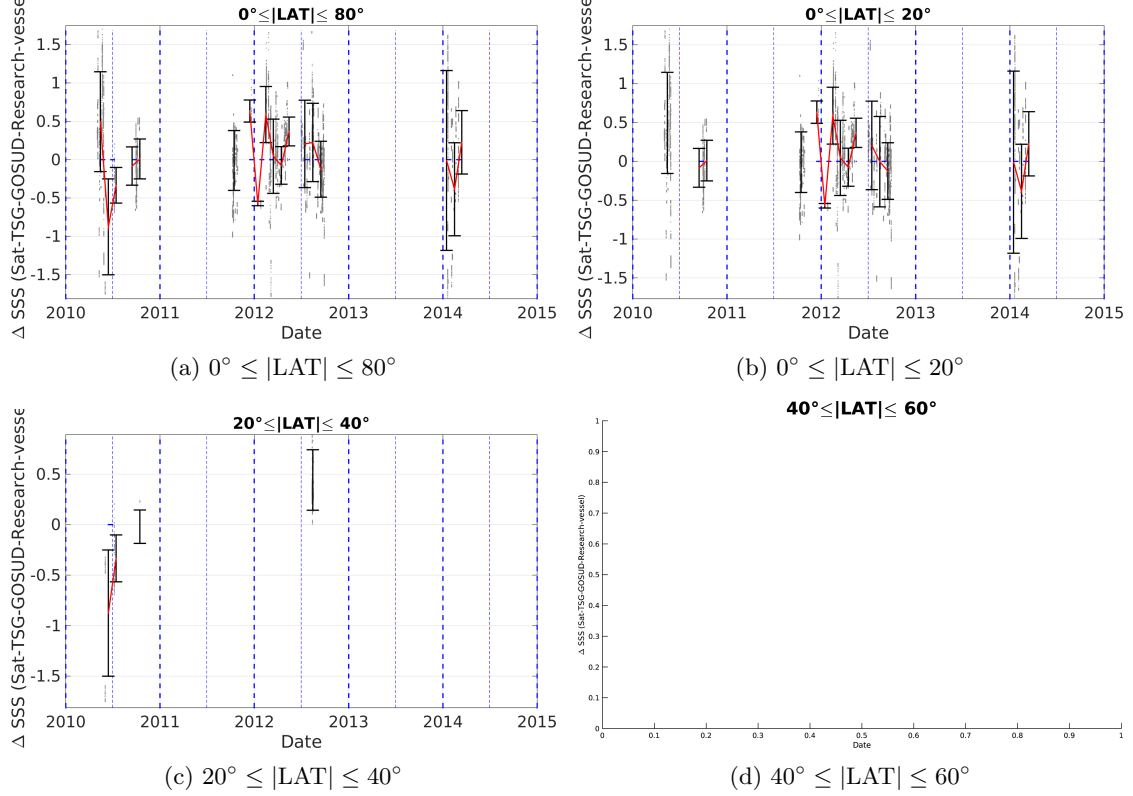 0°≤|LAT|≤ 80°
Δ SSS (Sat-TSG-GOSUD-Research-vessel
1.5
1
0.5
0
-0.5
-1
-1.5
2010 2011 2012 2013 2014 2015
Date
(a) 0° ≤ |LAT| ≤ 80°
0°≤|LAT|≤ 20°
Δ SSS (Sat-TSG-GOSUD-Research-vessel
1.5
1
0.5
0
-0.5
-1
-1.5
2010 2011 2012 2013 2014 2015
Date
(b) 0° ≤ |LAT| ≤ 20°
20°≤|LAT|≤ 40°
Δ SSS (Sat-TSG-GOSUD-Research-vesse
0.5
0
-0.5
-1
-1.5
2010 2011 2012 2013 2014 2015
Date
(c) 20° ≤ |LAT| ≤ 40°
40°≤|LAT|≤ 60°
Δ SSS (Sat-TSG-GOSUD-Research-vessel)
1
0.9
0.8
0.7
0.6
0.5
0.4
0.3
0.2
0.1
0
0 0.1 0.2 0.3 0.4 0.5 0.6 0.7 0.8 0.9 1
Date
(d) 40° ≤ |LAT| ≤ 60°